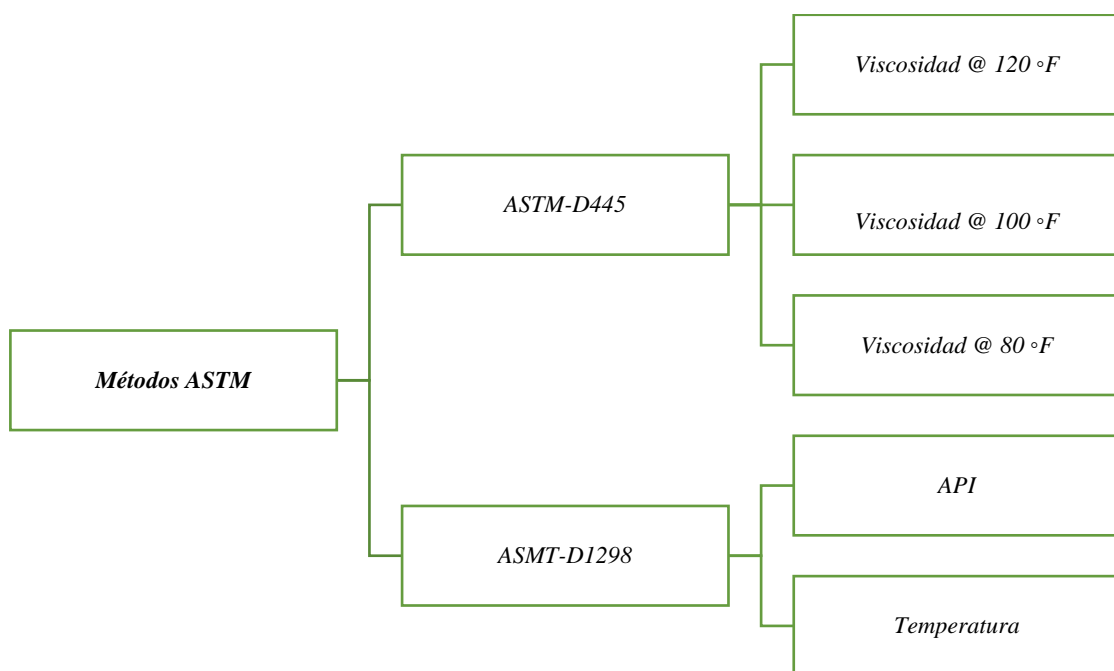 Métodos ASTM
ASTM-D445
Viscosidad @ 120 ◦F
Viscosidad @ 100 ◦F
Viscosidad @ 80 ◦F
ASMT-D1298
API
Temperatura